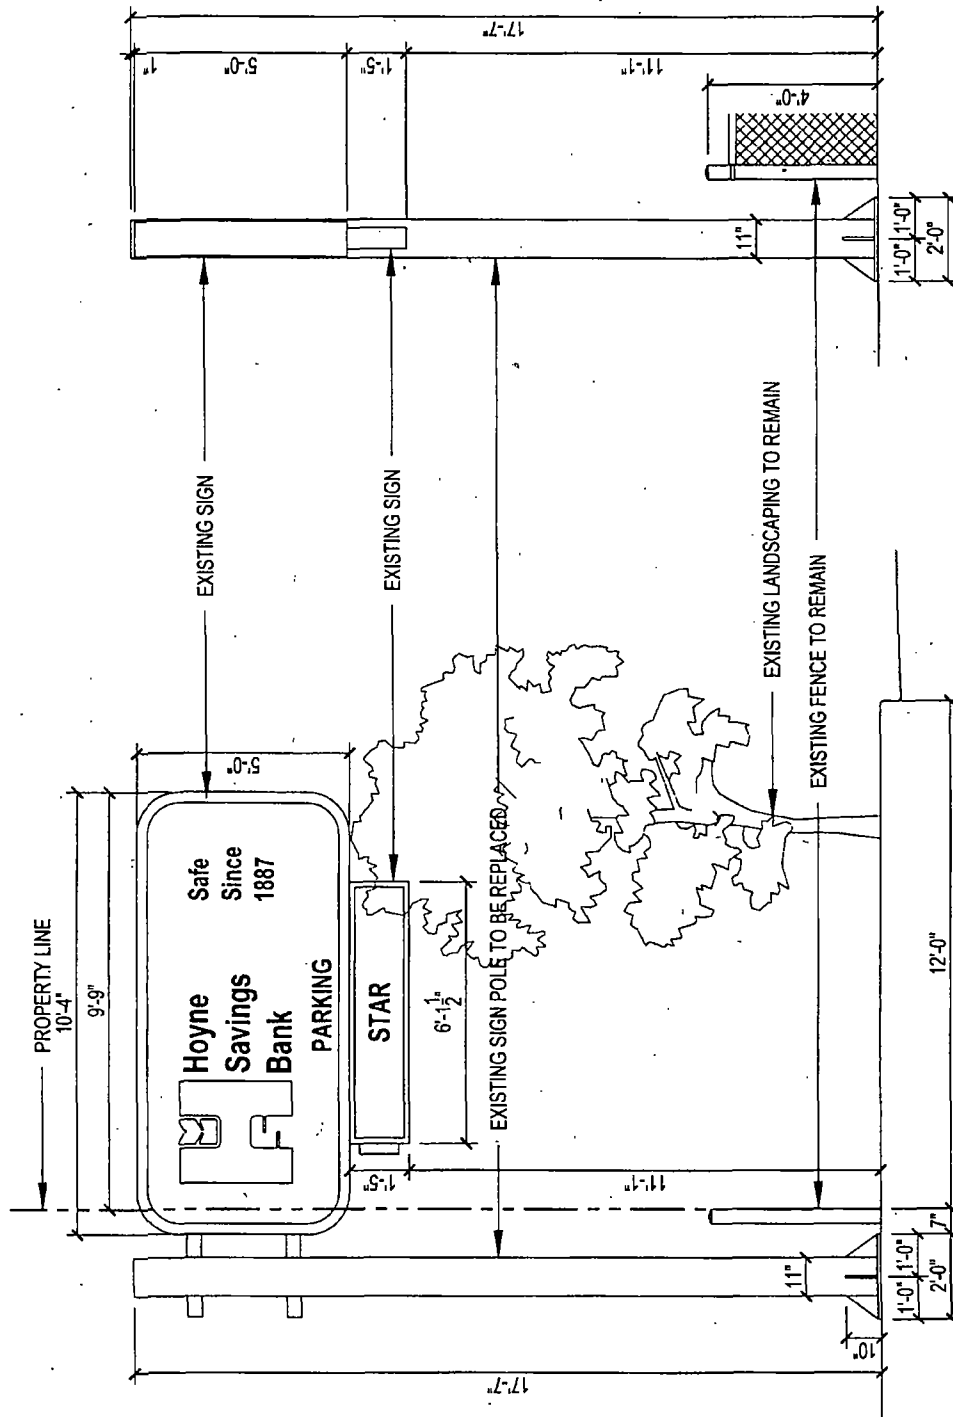 PROPERTY LINE
10'-4"
9'-9"
5'-0"
Hoyne
Savings
Bank
PARKING
Safe
Since
1887
STAR
6'-1 1/2"
1'-5"
11'-1"
17'-7"
10"
11"
1'-0"
1'-0"
2'-0"
7"
12'-0"
EXISTING SIGN
EXISTING SIGN
EXISTING SIGN POLE TO BE REPLACED
EXISTING LANDSCAPING TO REMAIN
EXISTING FENCE TO REMAIN
17'-7"
1"
5'-0"
1'-5"
11'-1"
4'-0"
11"
1'-0"
1'-0"
2'-0"